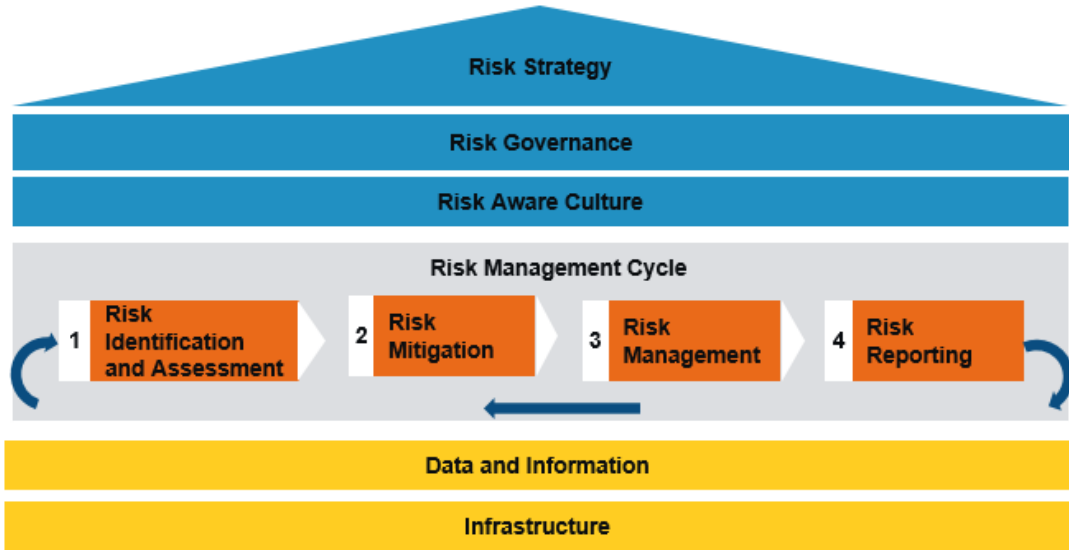 Risk Strategy
Risk Governance
Risk Aware Culture
Risk Management Cycle
1
Risk
Identification
and Assessment
2
Risk
Mitigation
3
Risk
Management
4
Risk
Reporting
Data and Information
Infrastructure